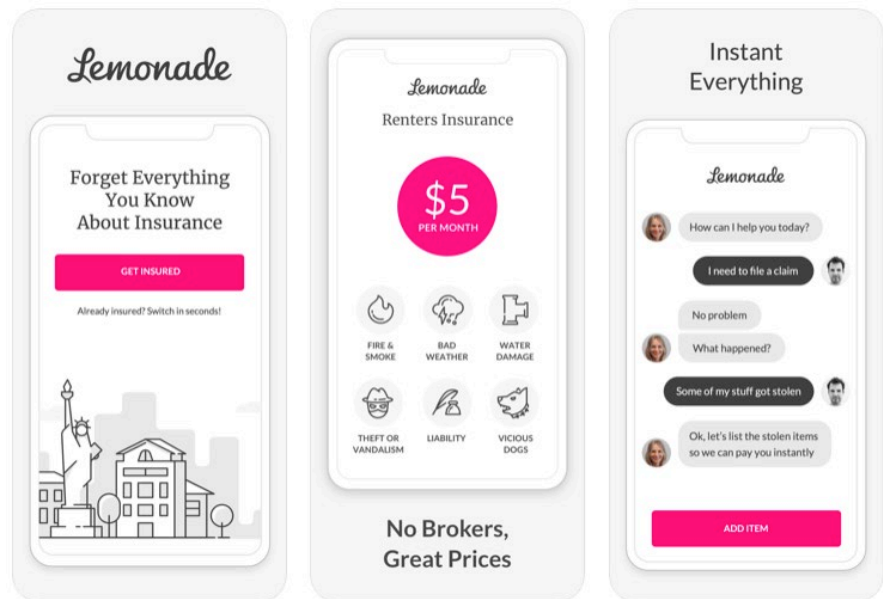 Lemonade
Forget Everything
You Know
About Insurance
GET INSURED
Already insured? Switch in seconds!
Lemonade
Renters Insurance
$5
PER MONTH
FIRE &
SMOKE
BAD
WEATHER
WATER
DAMAGE
THEFT OR
VANDALISM
LIABILITY
VICIOUS
DOGS
No Brokers,
Great Prices
Instant
Everything
Lemonade
How can I help you today?
I need to file a claim
No problem
What happened?
Some of my stuff got stolen
Ok, let's list the stolen items
so we can pay you instantly
ADD ITEM